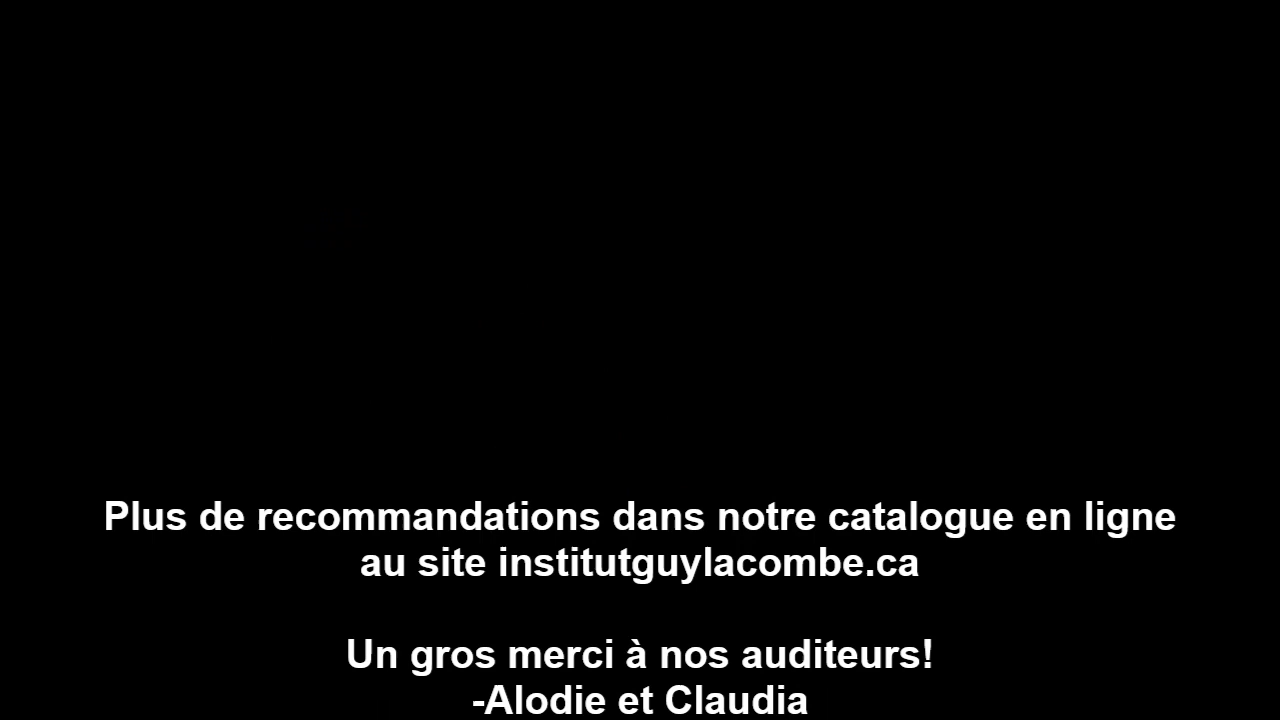 Plus de recommandations dans notre catalogue en ligne
au site institutguylacombe.ca
Un gros merci à nos auditeurs!
-Alodie et Claudia